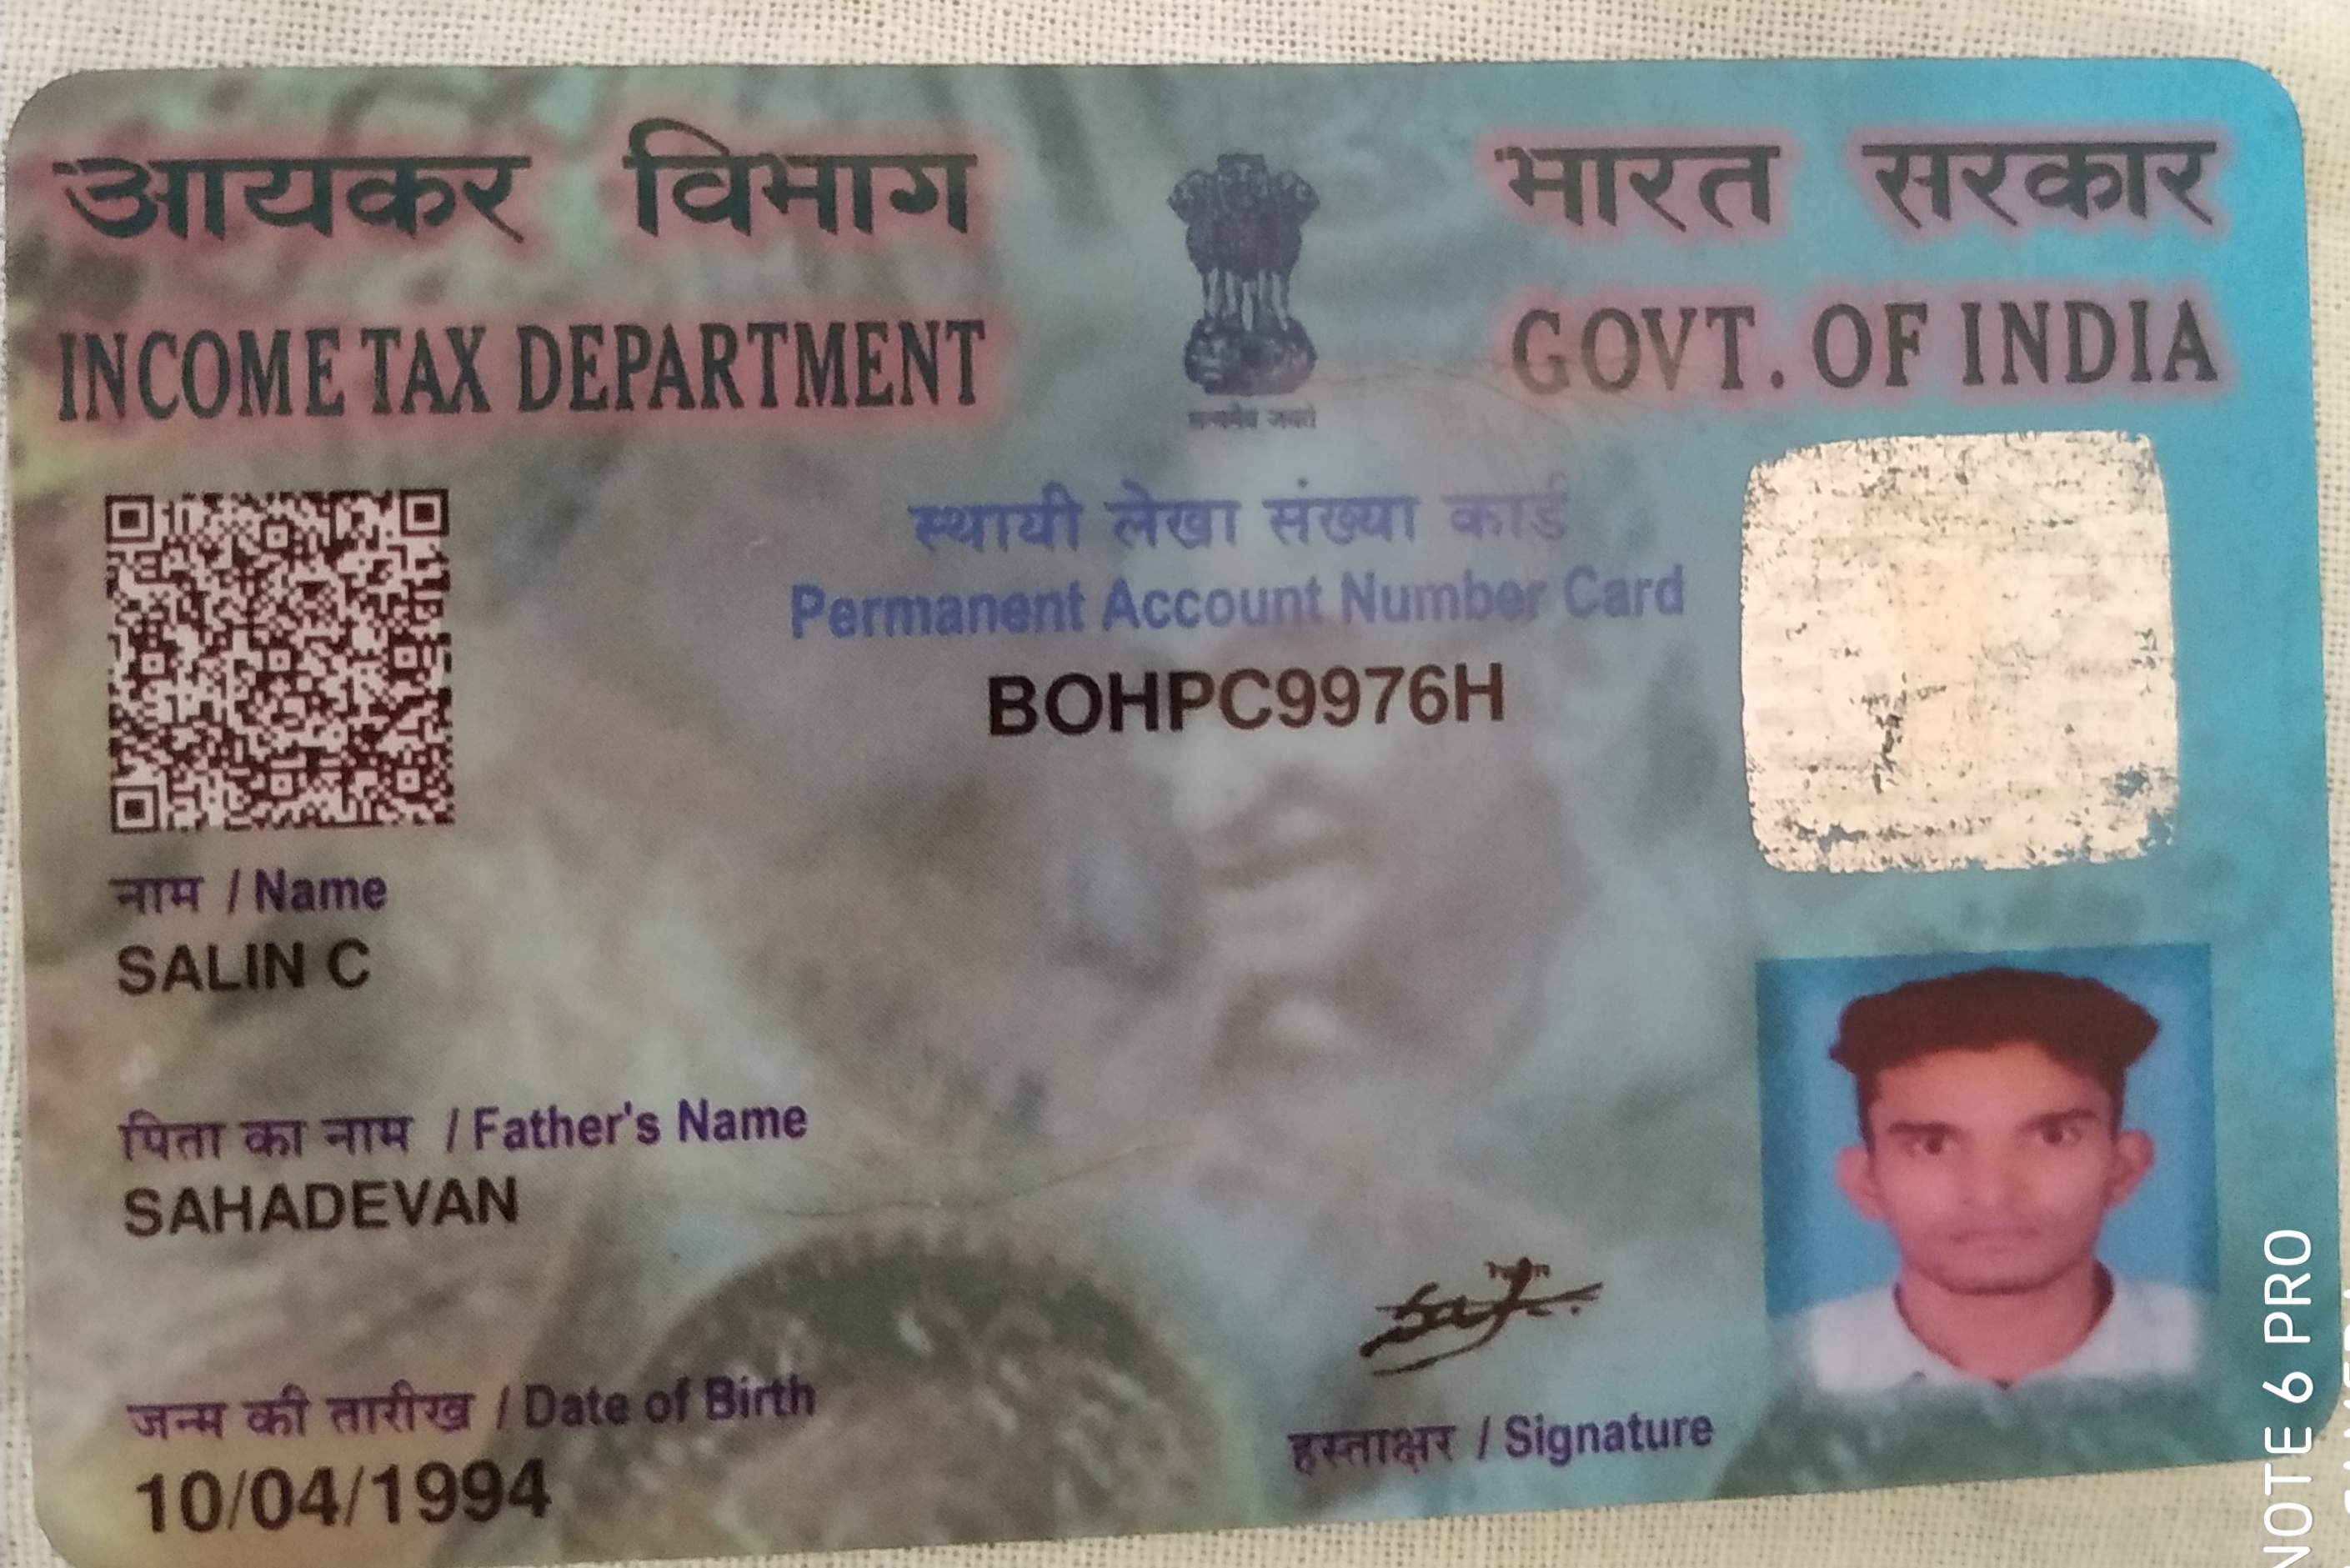 आयकर विभाग
INCOME TAX DEPARTMENT
सत्यमेव जयते
भारत सरकार
GOVT. OF INDIA
स्थायी लेखा संख्या कार्ड
Permanent Account Number Card
BOHPC9976H
नाम / Name
SALIN C
पिता का नाम / Father's Name
SAHADEVAN
जन्म की तारीख / Date of Birth
10/04/1994
हस्ताक्षर / Signature
NOTE 6 PRO